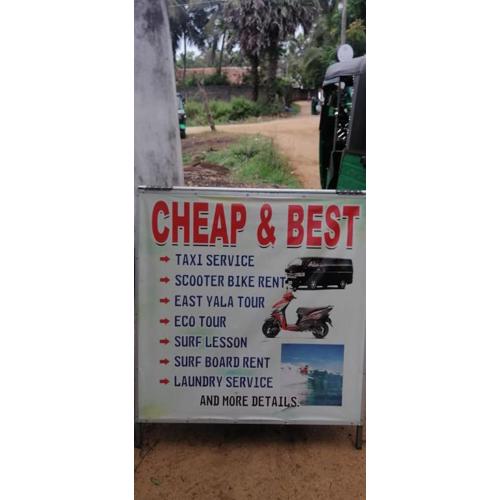 CHEAP & BEST
TAXI SERVICE
SCOOTER BIKE RENT
EAST YALA TOUR
ECO TOUR
SURF LESSON
SURF BOARD RENT
LAUNDRY SERVICE
AND MORE DETAILS.